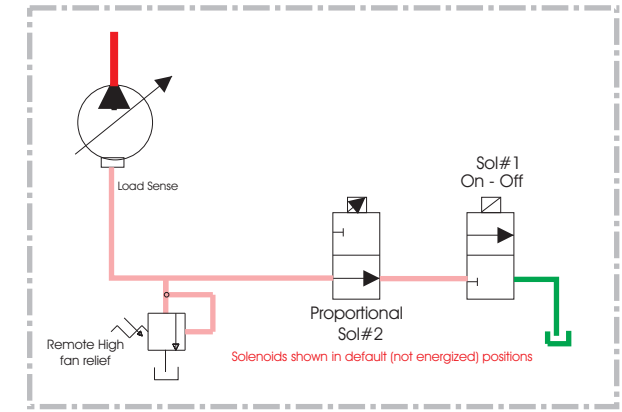 Load Sense
Sol#1
On - Off
Proportional
Sol#2
Remote High
fan relief
Solenoids shown in default (not energized) positions